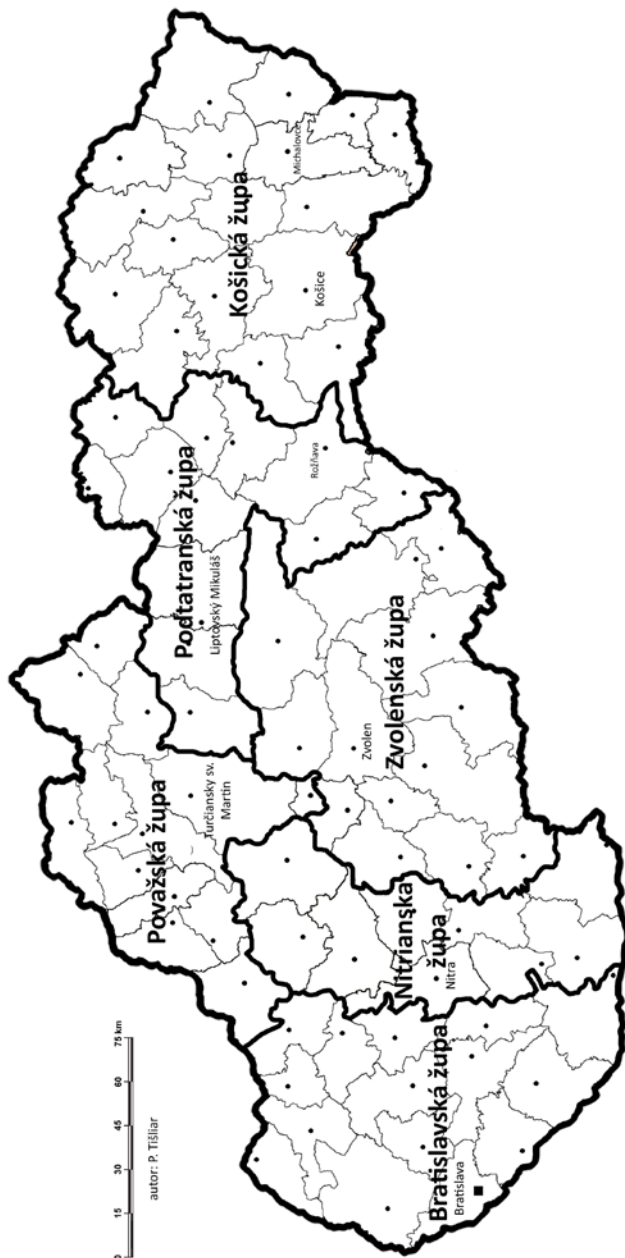 Považská župa
Turčiansky sv.
Martin
Podtatranská župa
Liptovský Mikuláš
Košická župa
Michalovce
Košice
Rožňava
Zvolenská župa
Zvolen
Nitrianska
župa
Nitra
Bratislavská župa
Bratislava
0 15 30 45 60 75 km
autor: P. Tišliar